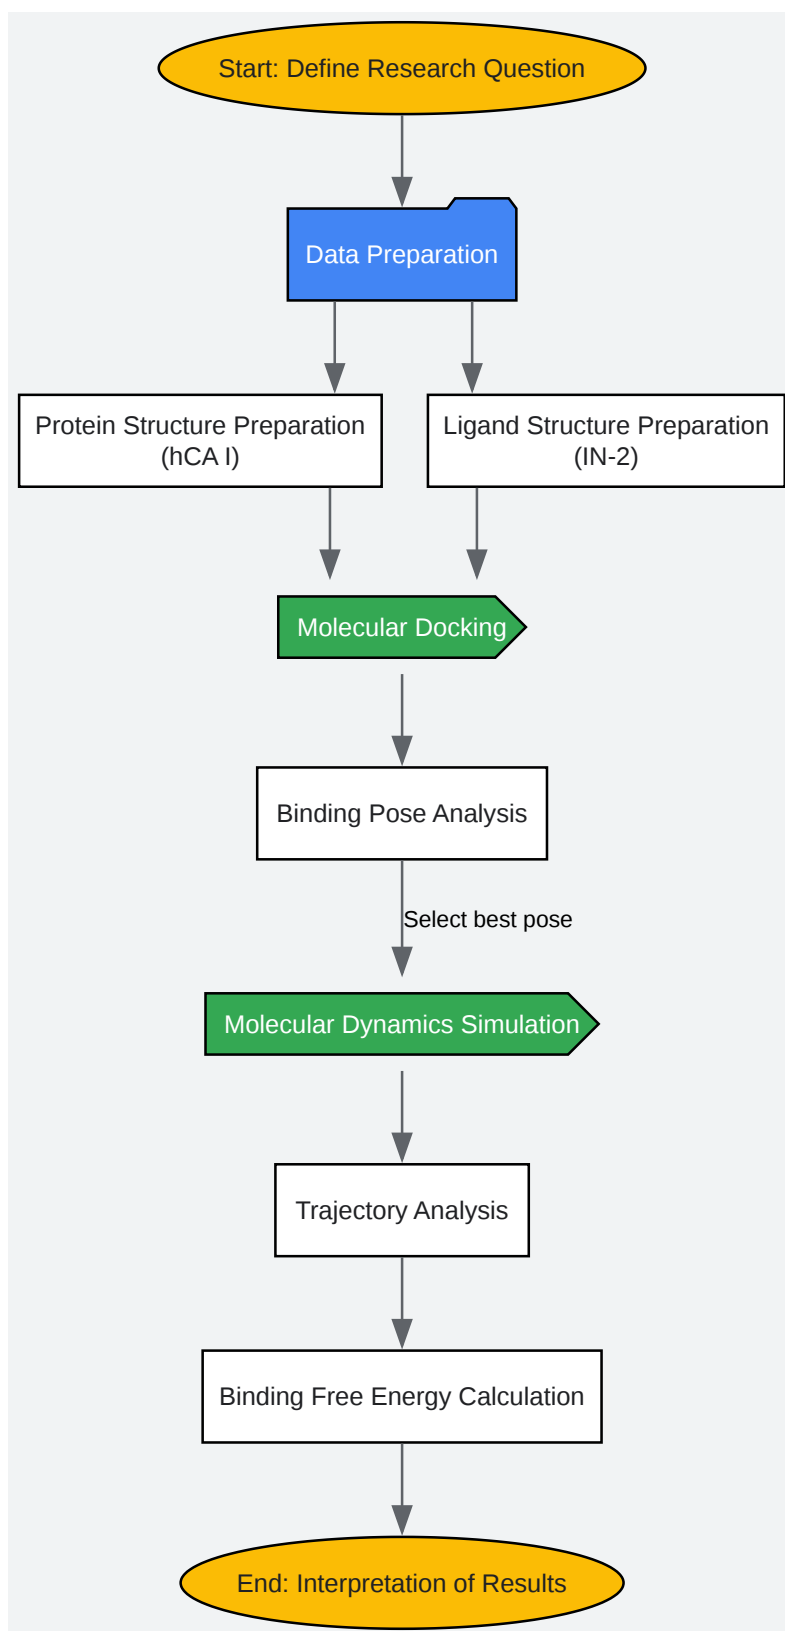 Start: Define Research Question
Data Preparation
Protein Structure Preparation
(hCA I)
Ligand Structure Preparation
(IN-2)
Molecular Docking
Binding Pose Analysis
Select best pose
Molecular Dynamics Simulation
Trajectory Analysis
Binding Free Energy Calculation
End: Interpretation of Results